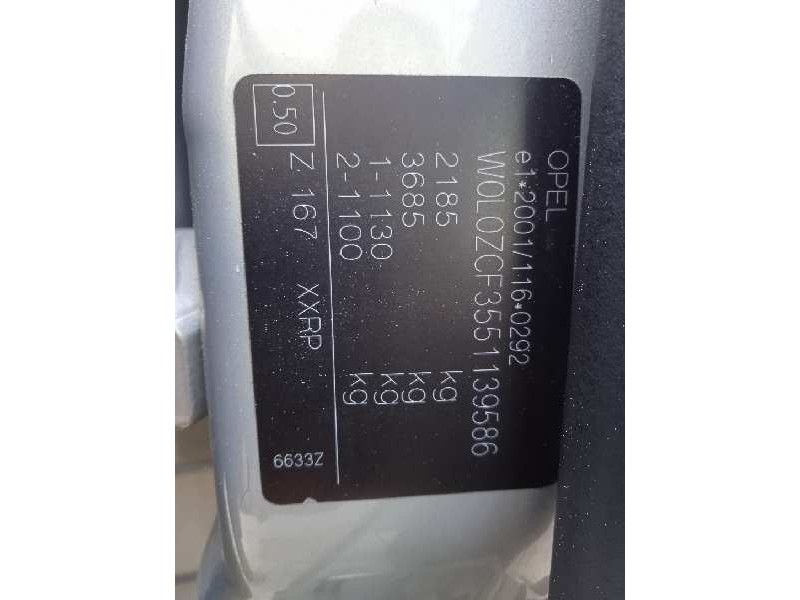 OPEL
e1*2001/116*0292
W0L0ZCF3551139586
2185 kg
3685 kg
1-1130 kg
2-1100 kg
Z 167 XXRP 6633Z
0.50